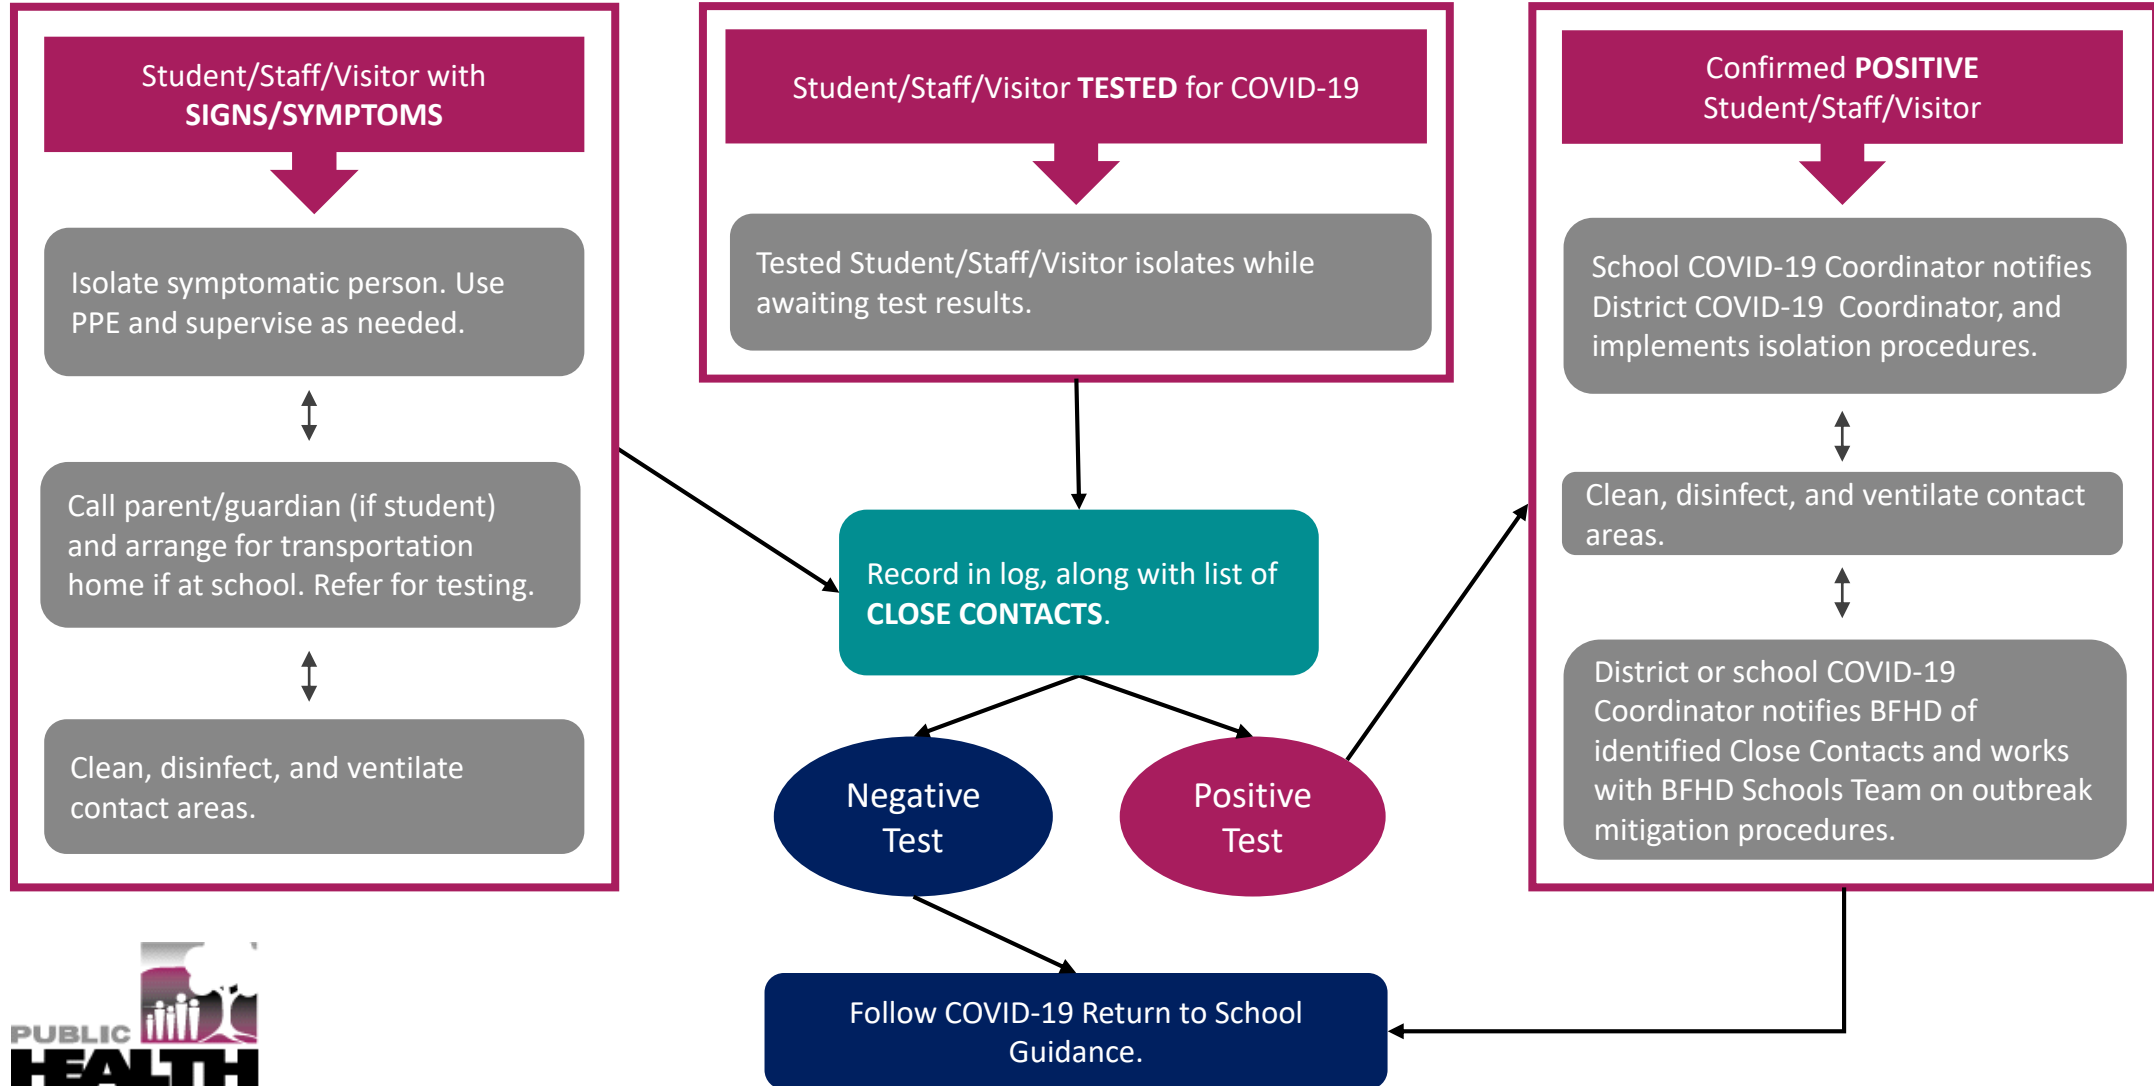 Student/Staff/Visitor with
SIGNS/SYMPTOMS
Isolate symptomatic person. Use
PPE and supervise as needed.
Call parent/guardian (if student)
and arrange for transportation
home if at school. Refer for testing.
Clean, disinfect, and ventilate
contact areas.
Student/Staff/Visitor TESTED for COVID-19
Tested Student/Staff/Visitor isolates while
awaiting test results.
Record in log, along with list of
CLOSE CONTACTS.
Negative
Test
Positive
Test
Confirmed POSITIVE
Student/Staff/Visitor
School COVID-19 Coordinator notifies
District COVID-19 Coordinator, and
implements isolation procedures.
Clean, disinfect, and ventilate contact
areas.
District or school COVID-19
Coordinator notifies BFHD of
identified Close Contacts and works
with BFHD Schools Team on outbreak
mitigation procedures.
Follow COVID-19 Return to School
Guidance.
PUBLIC
HEALTH